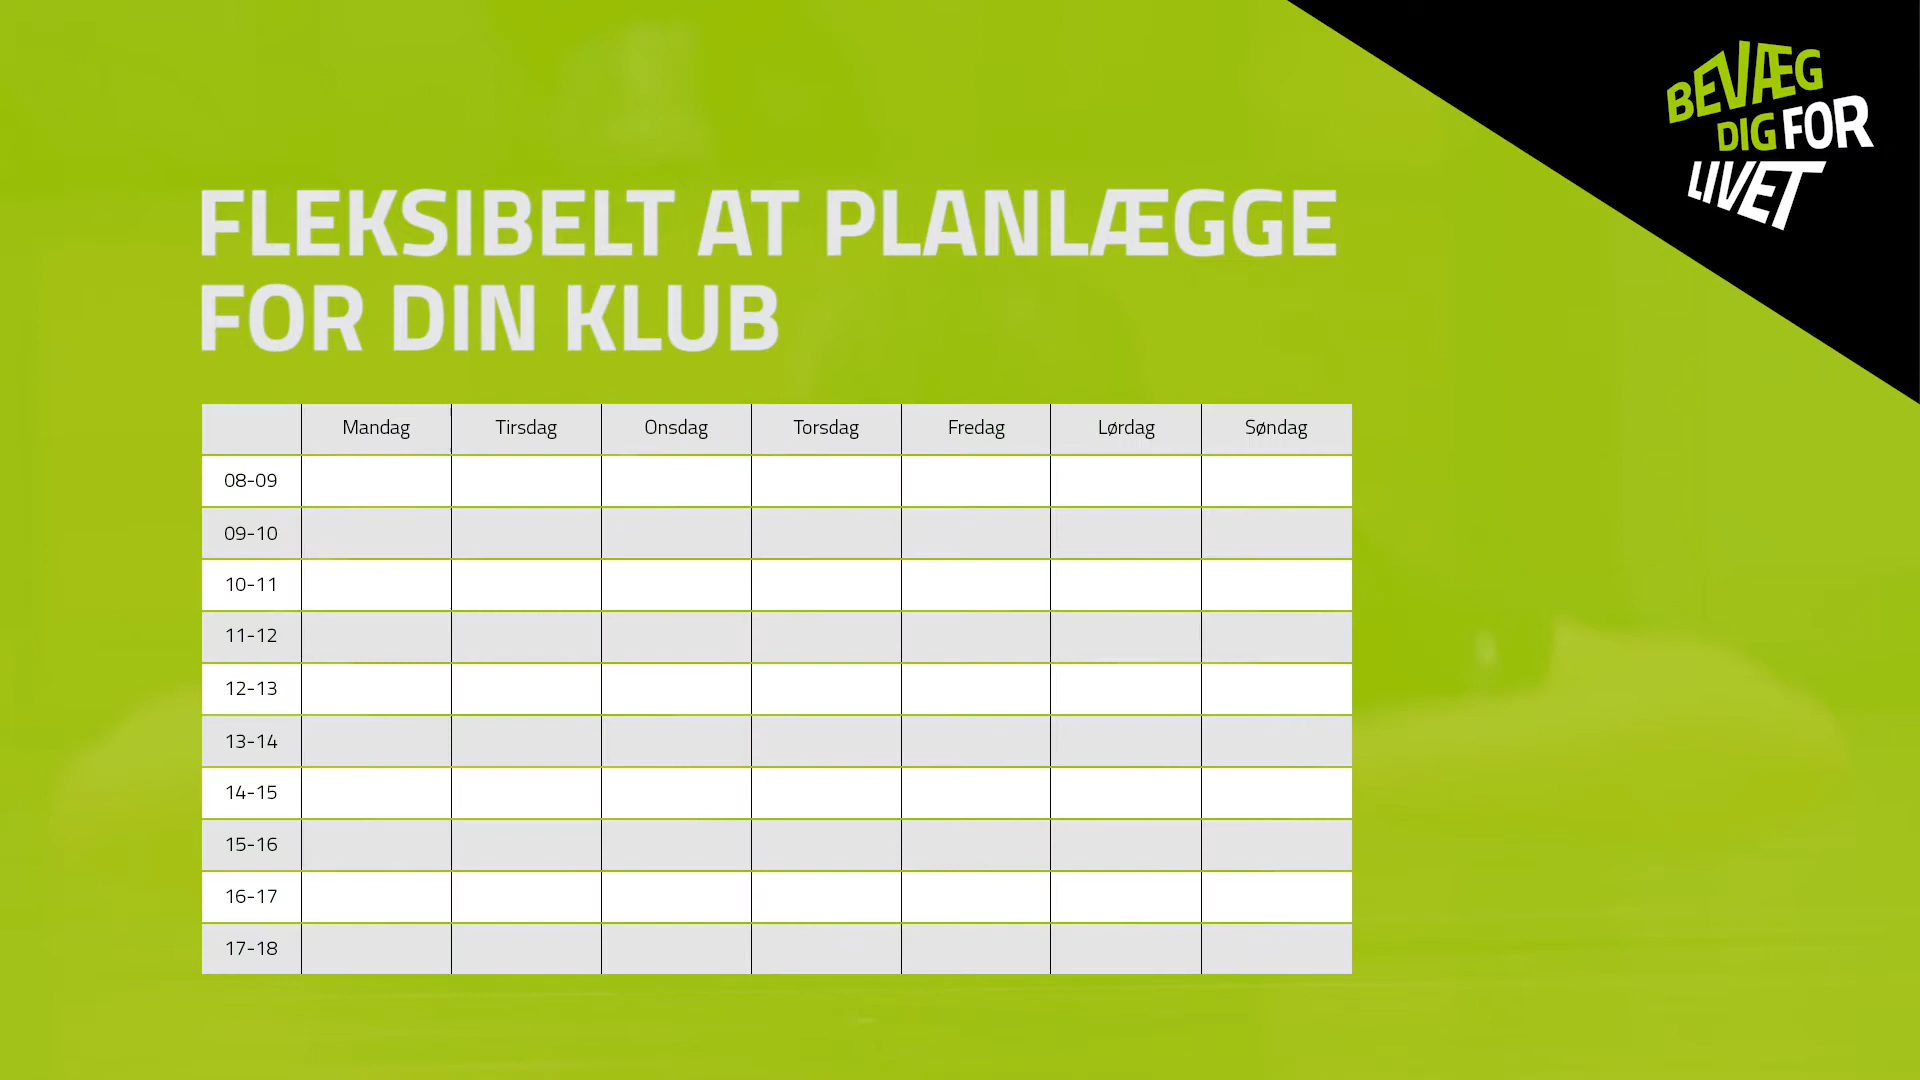 BEVÆG
DIG FOR
LIVET
FLEKSIBELT AT PLANLÆGGE
FOR DIN KLUB
Mandag Tirsdag Onsdag Torsdag Fredag Lørdag Søndag
08-09
09-10
10-11
11-12
12-13
13-14
14-15
15-16
16-17
17-18